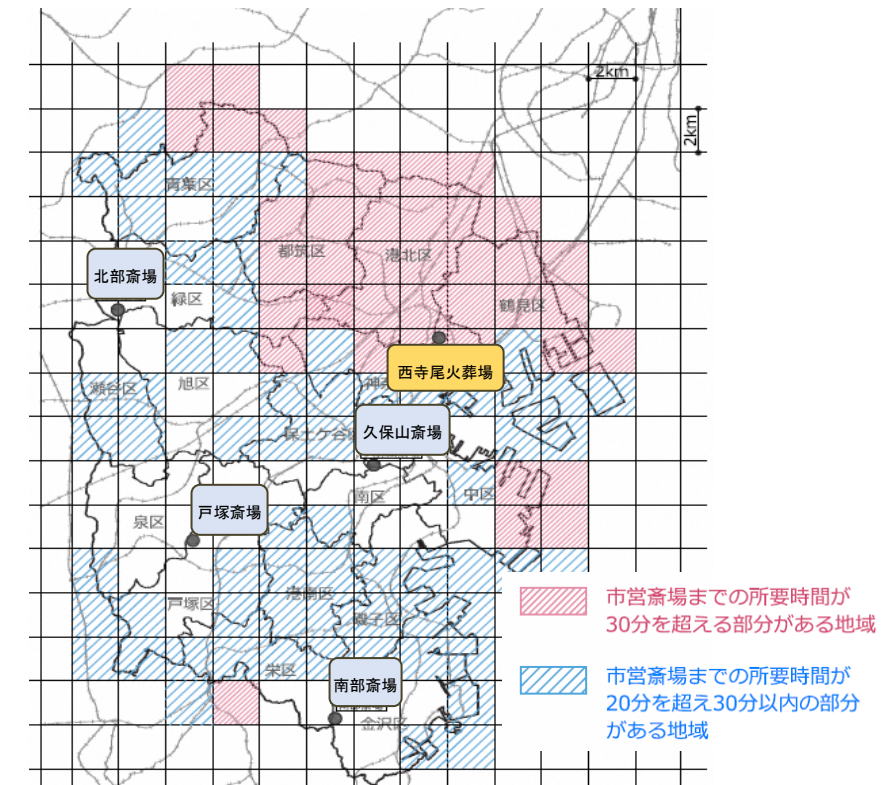 2km
2km
青葉区
都筑区
港北区
北部斎場
緑区
鶴見区
西寺尾火葬場
瀬谷区
旭区
神奈
保土ケ谷区
久保山斎場
南区
中区
戸塚斎場
泉区
港南区
戸塚区
磯子区
栄区
南部斎場
金沢区
市営斎場までの所要時間が
30分を超える部分がある地域
市営斎場までの所要時間が
20分を超え30分以内の部分
がある地域